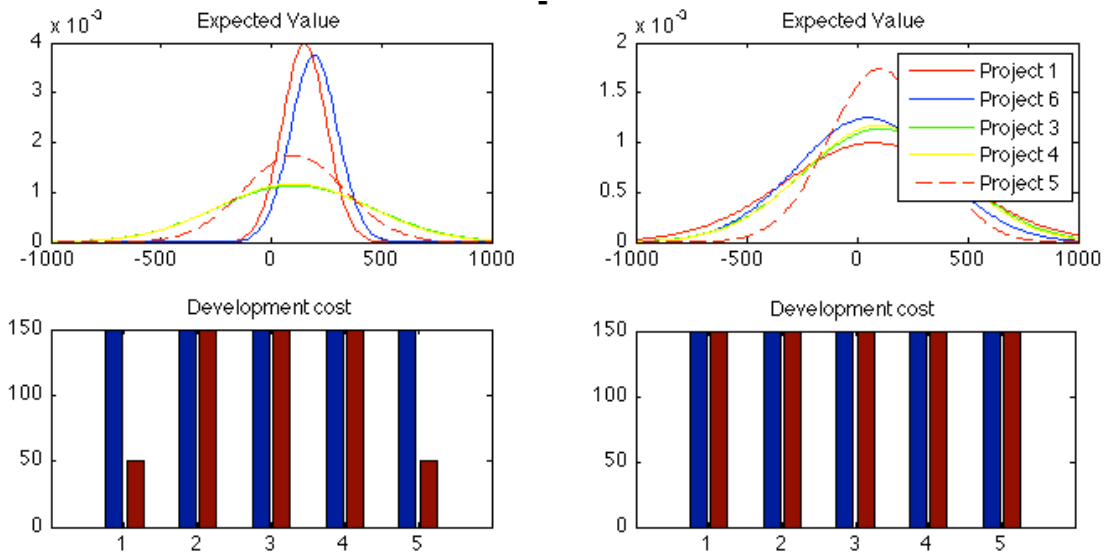 Expected Value
x 10⁻³
4
3
2
1
0
-1000 -500 0 500 1000
Expected Value
x 10⁻³
2
1.5
1
0.5
0
-1000 -500 0 500 1000
Project 1
Project 6
Project 3
Project 4
Project 5
Development cost
150
100
50
0
1 2 3 4 5
Development cost
150
100
50
0
1 2 3 4 5